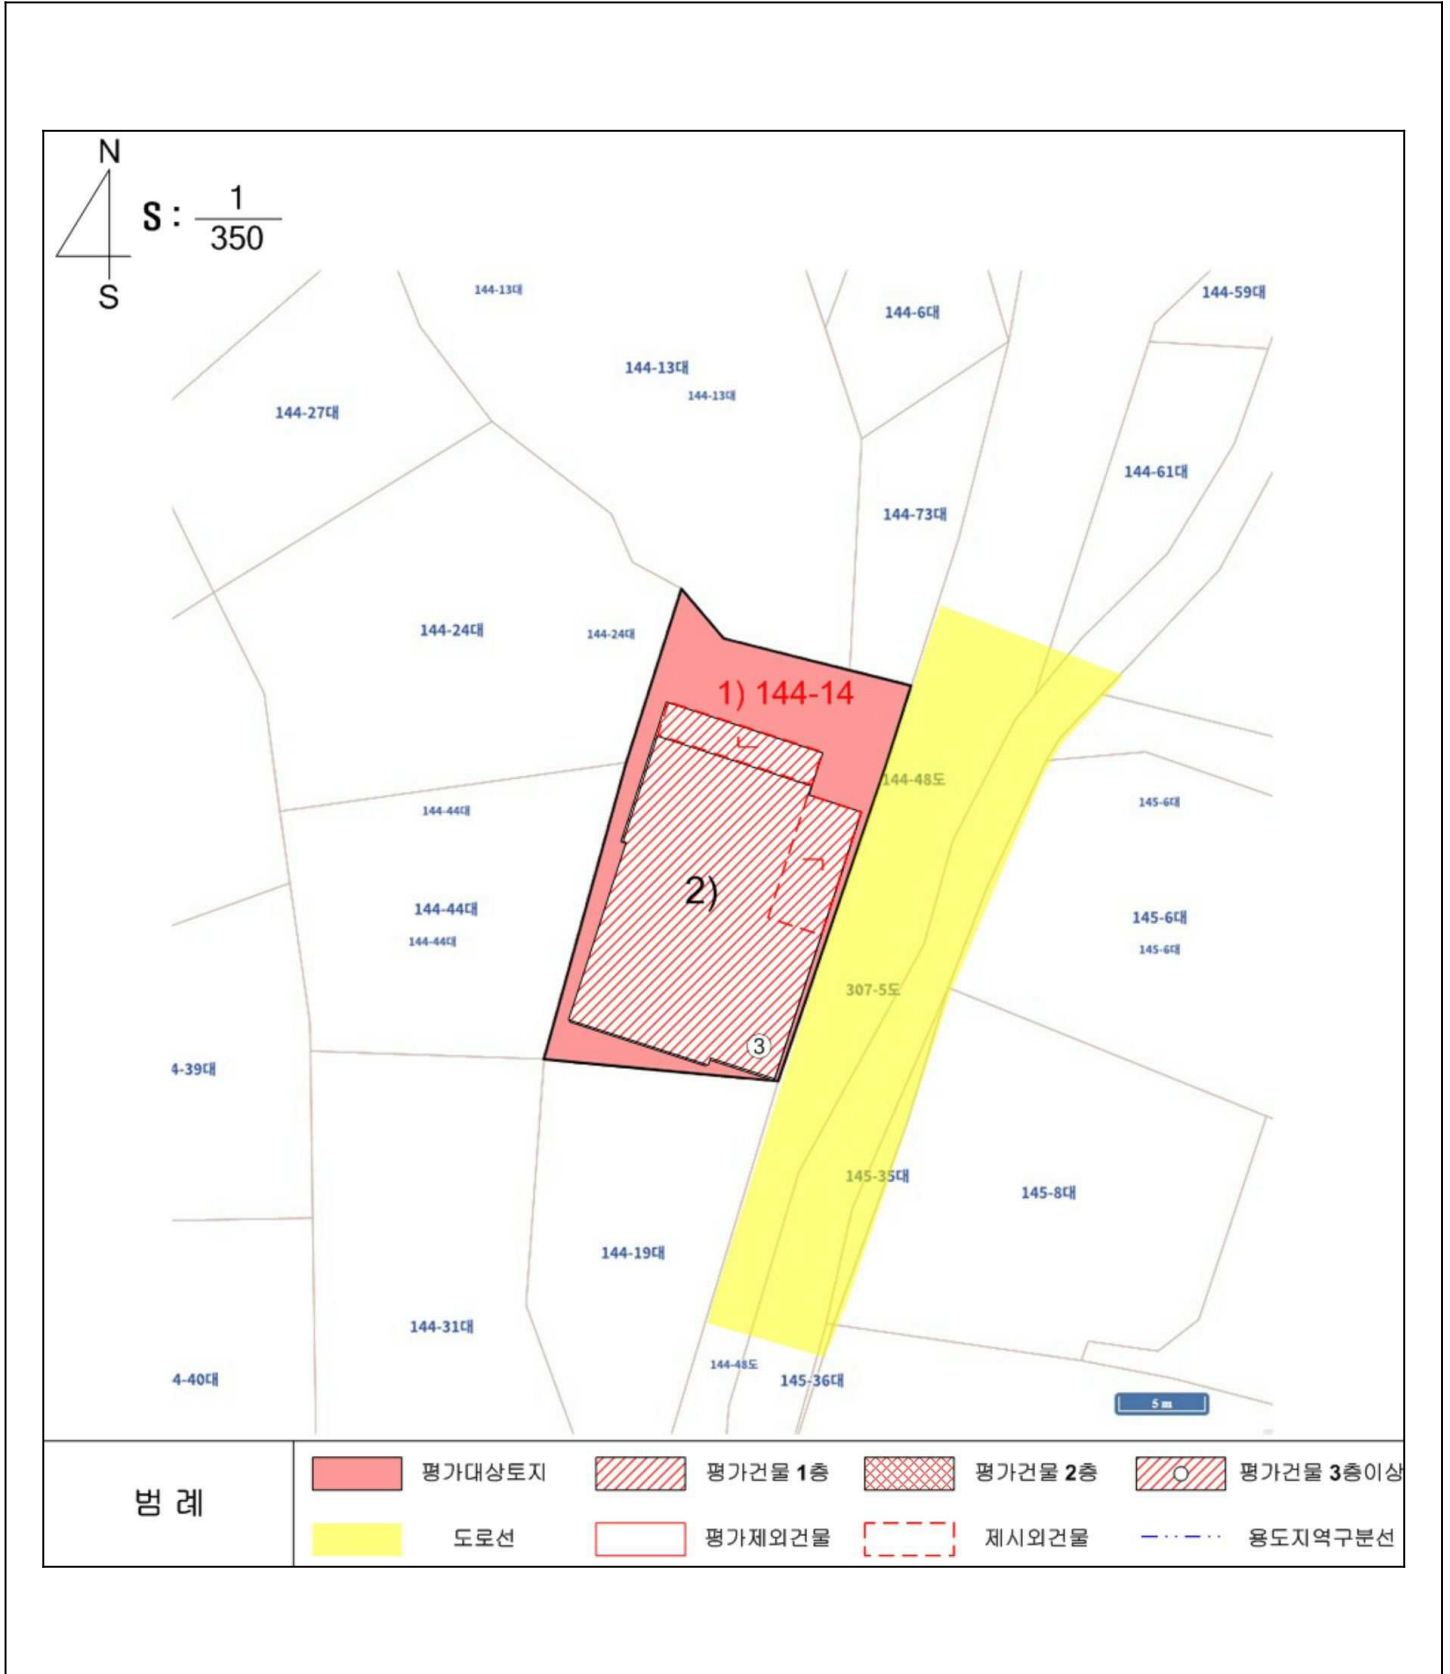 N
S : 1/350
S
144-13대
144-59대
144-6대
144-13대
144-13대
144-27대
144-61대
144-73대
144-24대
144-24대
1) 144-14
ㄴ
144-48도
145-6대
144-44대
ㄱ
2)
144-44대
145-6대
144-44대
145-6대
307-5도
3
4-39대
145-35대
145-8대
144-19대
144-31대
144-48도
4-40대
145-36대
5 m
범 례
평가대상토지
평가건물 1층
평가건물 2층
평가건물 3층이상
도로선
평가제외건물
제시외건물
용도지역구분선